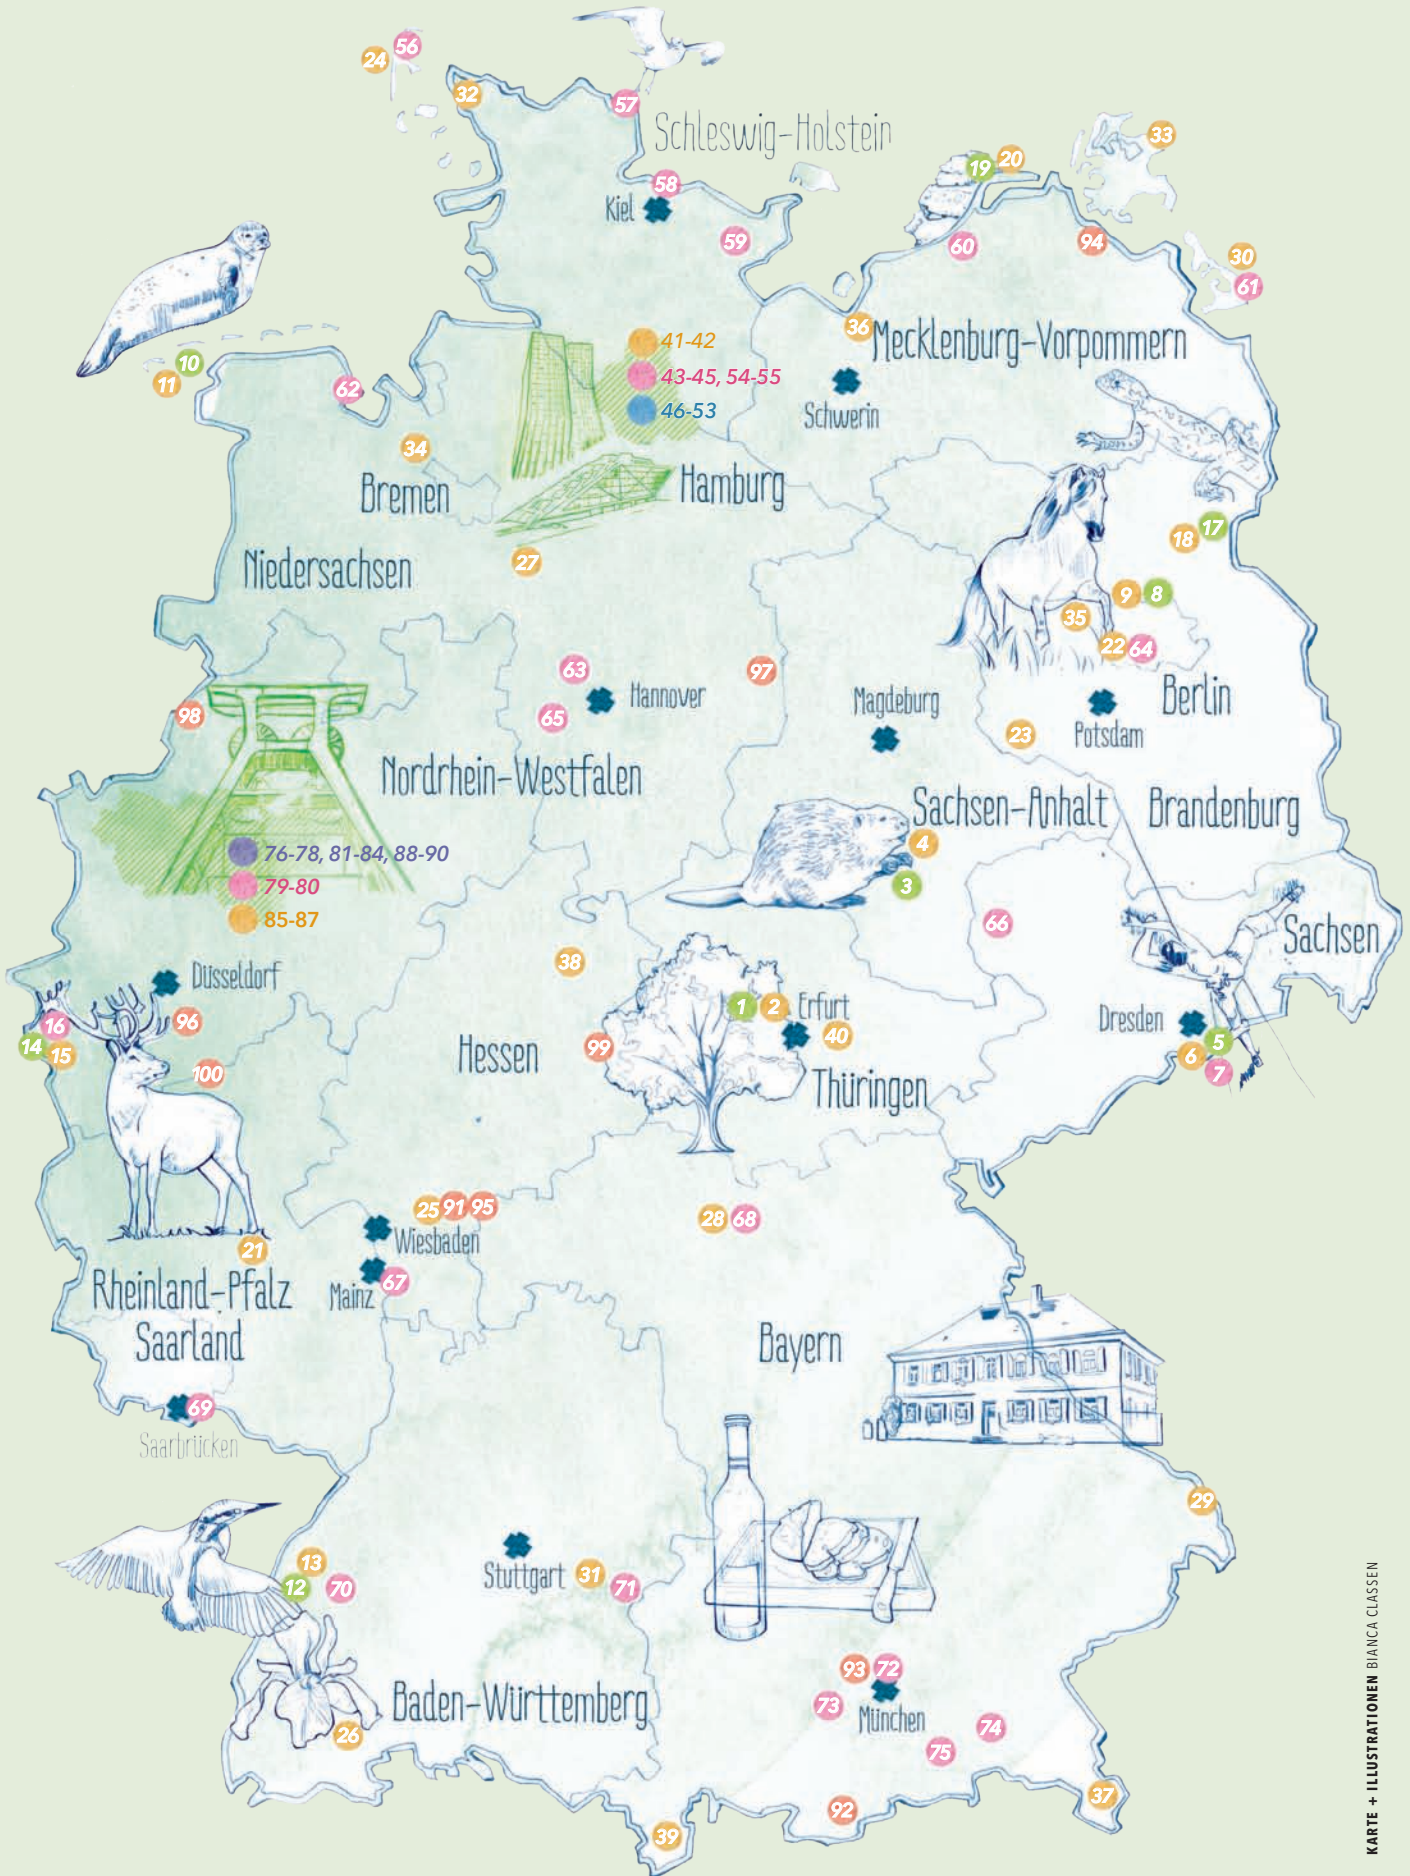 56
24
32
57
Schleswig-Holstein
33
20
19
58
Kiel
59
60
94
30
61
36
Mecklenburg-Vorpommern
41-42
10
11
62
43-45, 54-55
46-53
Schwerin
34
Bremen
Hamburg
17
18
27
Niedersachsen
9
8
35
22
64
63
97
Hannover
65
Magdeburg
Berlin
98
23
Potsdam
Nordrhein-Westfalen
Sachsen-Anhalt
Brandenburg
4
76-78, 81-84, 88-90
3
79-80
85-87
66
Sachsen
38
Düsseldorf
1
2
Erfurt
96
16
14
15
40
Dresden
5
6
7
Hessen
99
100
Thüringen
25
91
95
28
68
Wiesbaden
21
Rheinland-Pfalz
Mainz
67
Saarland
Bayern
69
Saarbrücken
29
13
12
70
Stuttgart
31
71
93
72
73
München
Baden-Württemberg
26
74
75
37
92
39
KARTE + ILLUSTRATIONEN BIANCA CLASSEN